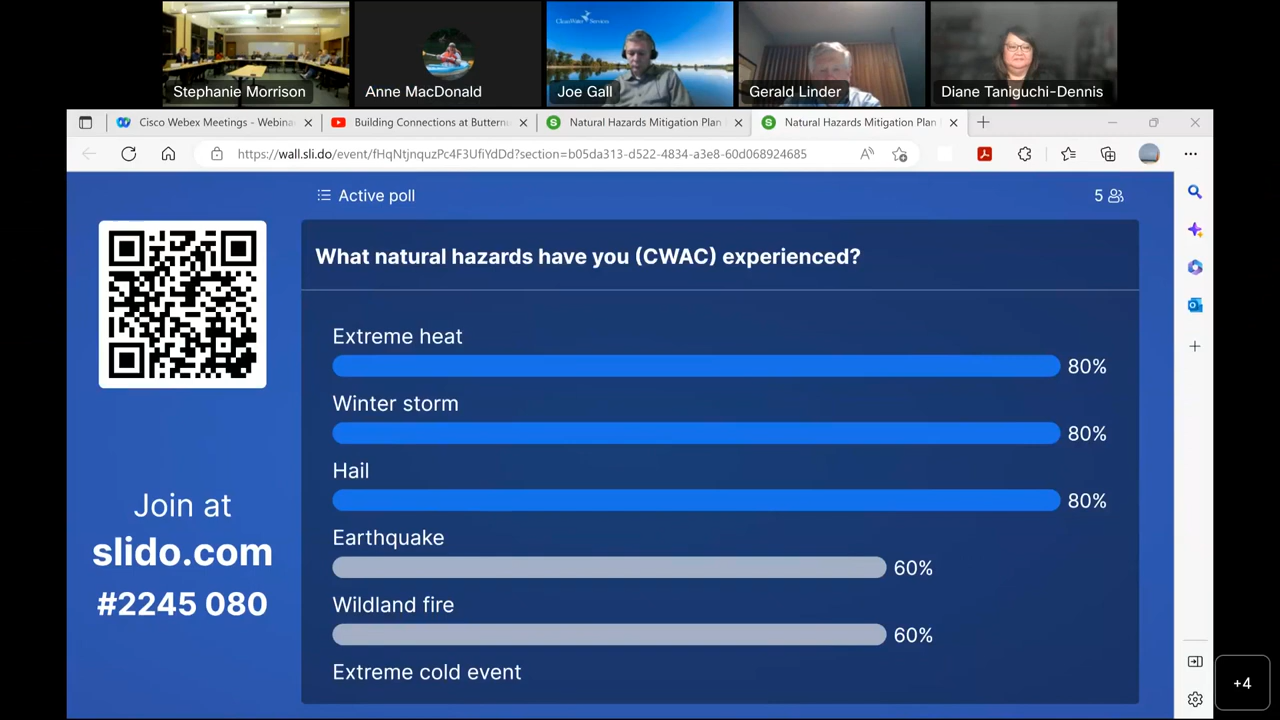 CleanWater Services
Stephanie Morrison
Anne MacDonald
Joe Gall
Gerald Linder
Diane Taniguchi-Dennis
Cisco Webex Meetings - Webina
Building Connections at Buttern
Natural Hazards Mitigation Plan
Natural Hazards Mitigation Plan
https://wall.sli.do/event/fHqNtjnquzPc4F3UfiYdDd?section=b05da313-d522-4834-a3e8-60d068924685
Active poll
5
What natural hazards have you (CWAC) experienced?
Extreme heat
80%
Winter storm
80%
Hail
80%
Earthquake
60%
Wildland fire
60%
Extreme cold event
Join at
slido.com
#2245 080
+4